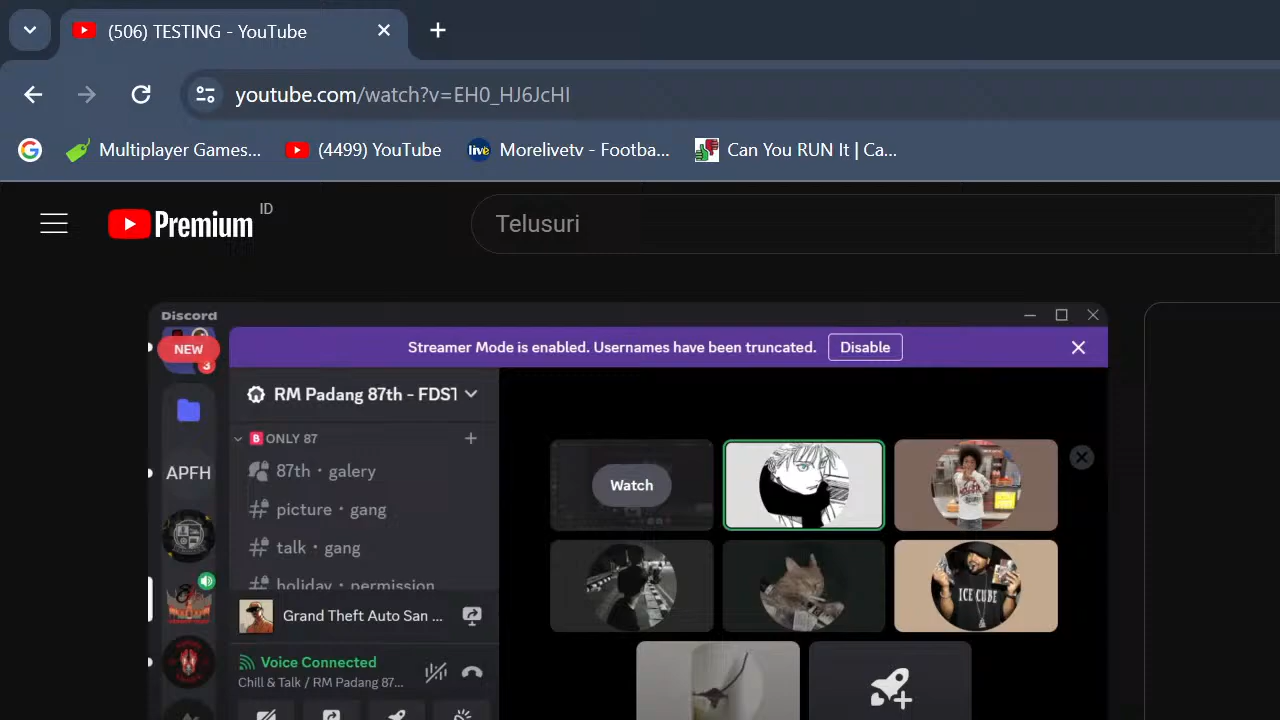 (506) TESTING - YouTube
youtube.com/watch?v=EH0_HJ6JcHI
Multiplayer Games... (4499) YouTube live Morelivetv - Footba... Can You RUN It | Ca...
Premium ID
Telusuri
Discord
NEW
3
Streamer Mode is enabled. Usernames have been truncated. Disable
RM Padang 87th - FDST
B ONLY 87
87th · galery
APFH
picture · gang
talk · gang
holiday · permission
Watch
ICE CUBE
Grand Theft Auto San ...
Voice Connected
Chill & Talk / RM Padang 87...